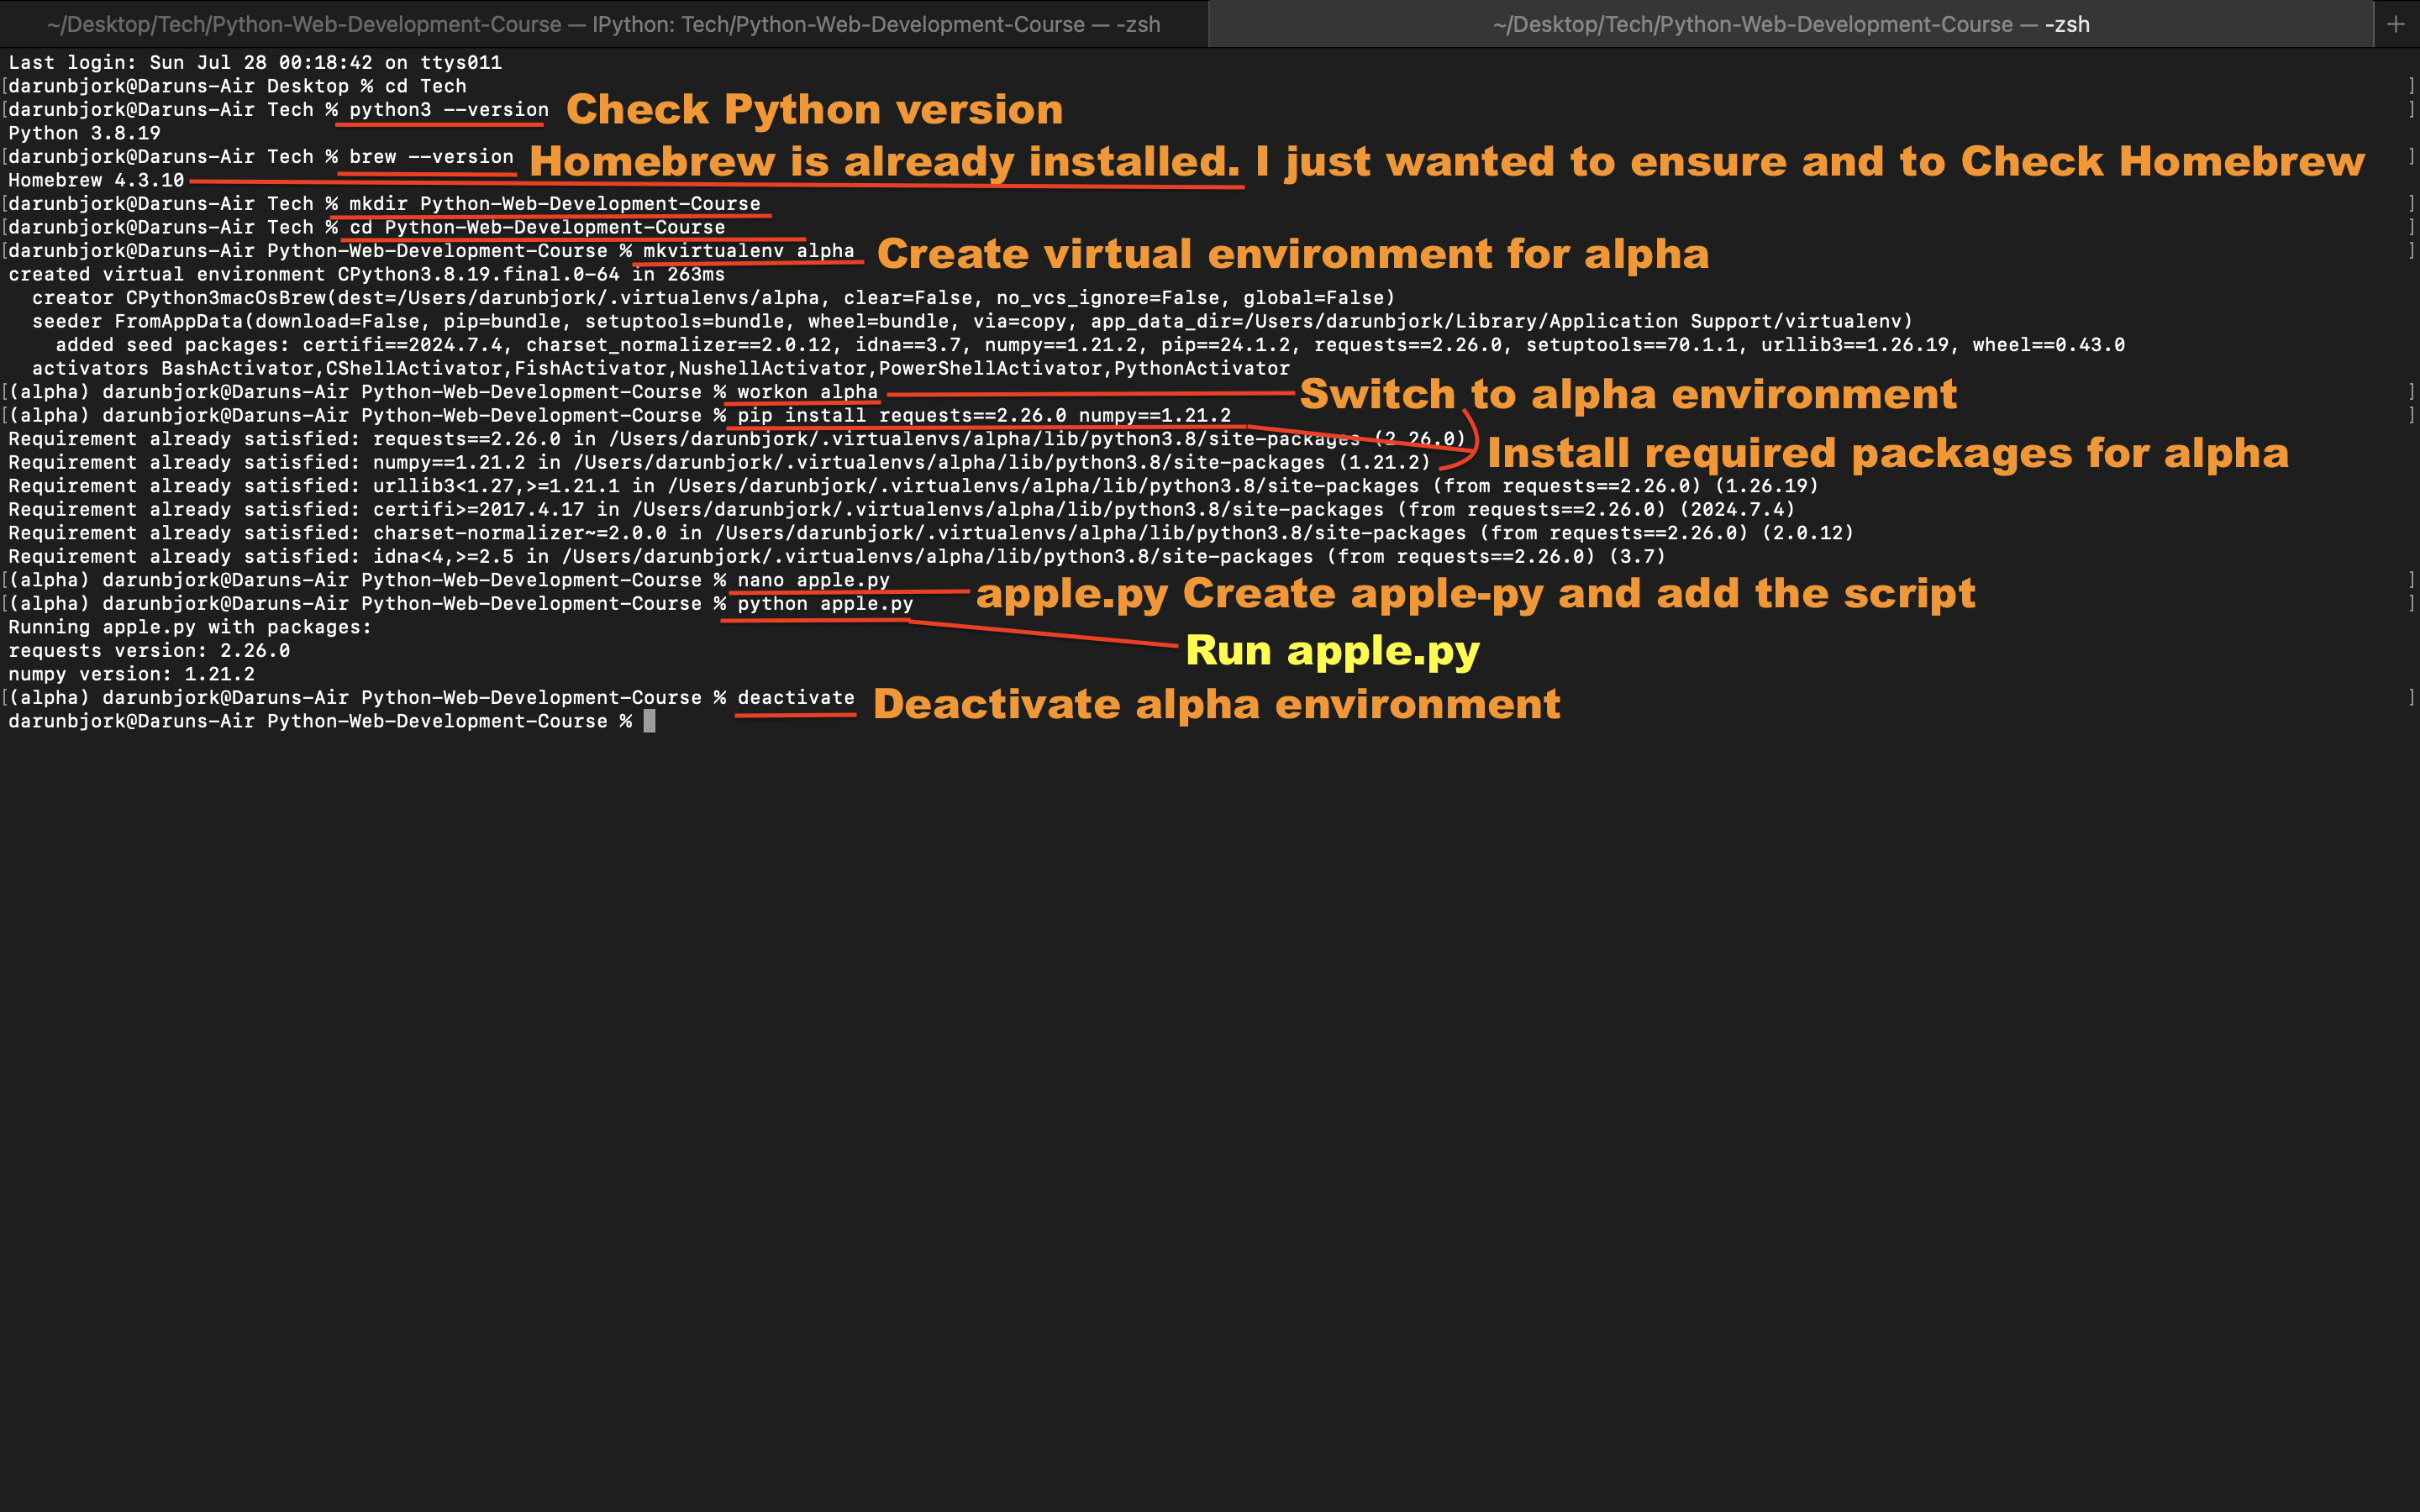 ~/Desktop/Tech/Python-Web-Development-Course — IPython: Tech/Python-Web-Development-Course — -zsh
~/Desktop/Tech/Python-Web-Development-Course — -zsh
+
Last login: Sun Jul 28 00:18:42 on ttys011
[darunbjork@Daruns-Air Desktop % cd Tech ]
[darunbjork@Daruns-Air Tech % python3 --version ]
Check Python version
Python 3.8.19
[darunbjork@Daruns-Air Tech % brew --version ]
Homebrew is already installed. I just wanted to ensure and to Check Homebrew
Homebrew 4.3.10
[darunbjork@Daruns-Air Tech % mkdir Python-Web-Development-Course ]
[darunbjork@Daruns-Air Tech % cd Python-Web-Development-Course ]
[darunbjork@Daruns-Air Python-Web-Development-Course % mkvirtualenv alpha ]
Create virtual environment for alpha
created virtual environment CPython3.8.19.final.0-64 in 263ms
creator CPython3macOsBrew(dest=/Users/darunbjork/.virtualenvs/alpha, clear=False, no_vcs_ignore=False, global=False)
seeder FromAppData(download=False, pip=bundle, setuptools=bundle, wheel=bundle, via=copy, app_data_dir=/Users/darunbjork/Library/Application Support/virtualenv)
added seed packages: certifi==2024.7.4, charset_normalizer==2.0.12, idna==3.7, numpy==1.21.2, pip==24.1.2, requests==2.26.0, setuptools==70.1.1, urllib3==1.26.19, wheel==0.43.0
activators BashActivator,CShellActivator,FishActivator,NushellActivator,PowerShellActivator,PythonActivator
[(alpha) darunbjork@Daruns-Air Python-Web-Development-Course % workon alpha ]
Switch to alpha environment
[(alpha) darunbjork@Daruns-Air Python-Web-Development-Course % pip install requests==2.26.0 numpy==1.21.2 ]
Requirement already satisfied: requests==2.26.0 in /Users/darunbjork/.virtualenvs/alpha/lib/python3.8/site-packages (2.26.0)
Install required packages for alpha
Requirement already satisfied: numpy==1.21.2 in /Users/darunbjork/.virtualenvs/alpha/lib/python3.8/site-packages (1.21.2)
Requirement already satisfied: urllib3<1.27,>=1.21.1 in /Users/darunbjork/.virtualenvs/alpha/lib/python3.8/site-packages (from requests==2.26.0) (1.26.19)
Requirement already satisfied: certifi>=2017.4.17 in /Users/darunbjork/.virtualenvs/alpha/lib/python3.8/site-packages (from requests==2.26.0) (2024.7.4)
Requirement already satisfied: charset-normalizer~=2.0.0 in /Users/darunbjork/.virtualenvs/alpha/lib/python3.8/site-packages (from requests==2.26.0) (2.0.12)
Requirement already satisfied: idna<4,>=2.5 in /Users/darunbjork/.virtualenvs/alpha/lib/python3.8/site-packages (from requests==2.26.0) (3.7)
[(alpha) darunbjork@Daruns-Air Python-Web-Development-Course % nano apple.py ]
apple.py Create apple-py and add the script
[(alpha) darunbjork@Daruns-Air Python-Web-Development-Course % python apple.py ]
Running apple.py with packages:
Run apple.py
requests version: 2.26.0
numpy version: 1.21.2
[(alpha) darunbjork@Daruns-Air Python-Web-Development-Course % deactivate ]
Deactivate alpha environment
darunbjork@Daruns-Air Python-Web-Development-Course %